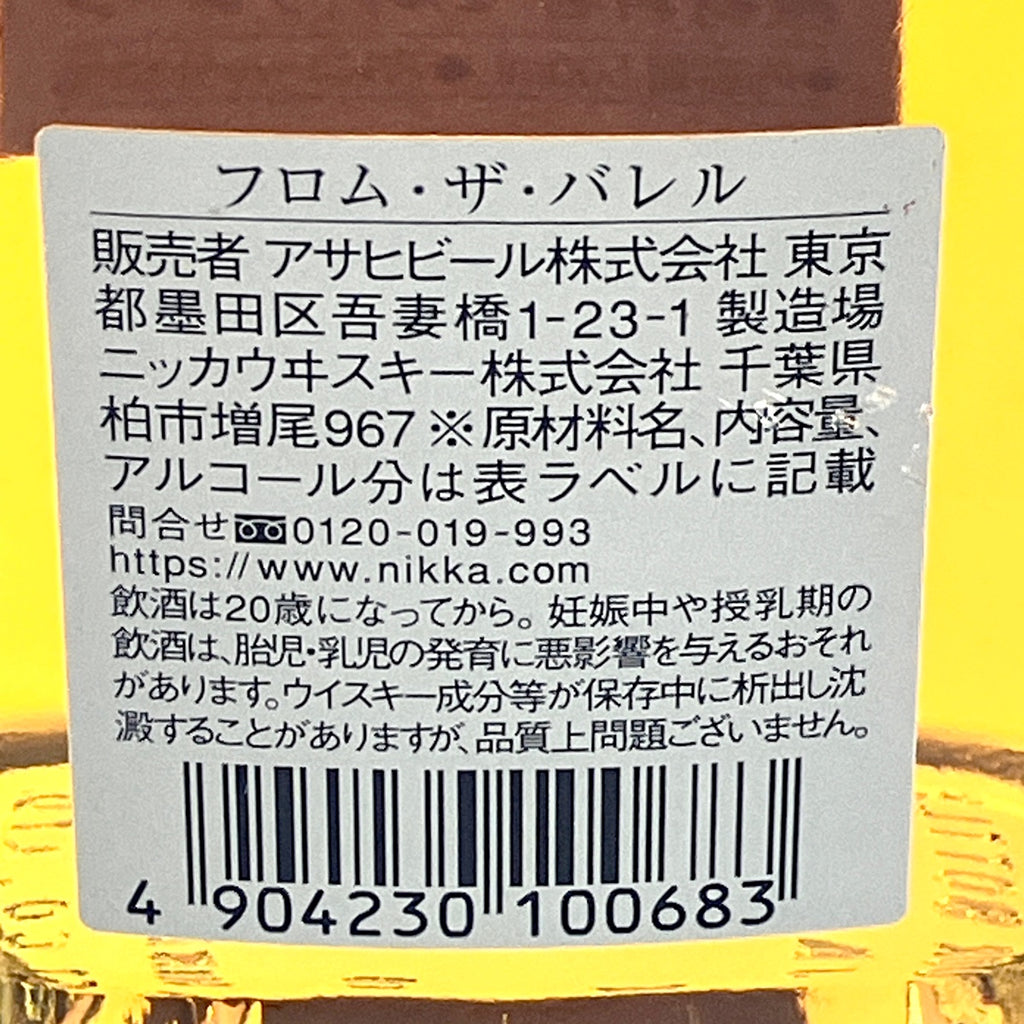 フロム・ザ・バレル
販売者 アサヒビール株式会社 東京
都墨田区吾妻橋1-23-1 製造場
ニッカウヰスキー株式会社 千葉県
柏市増尾967 ※原材料名、内容量、
アルコール分は表ラベルに記載
問合せ 0120-019-993
https://www.nikka.com
飲酒は20歳になってから。妊娠中や授乳期の
飲酒は、胎児・乳児の発育に悪影響を与えるおそれ
があります。ウイスキー成分等が保存中に析出し沈
澱することがありますが、品質上問題ございません。
4 904230 100683